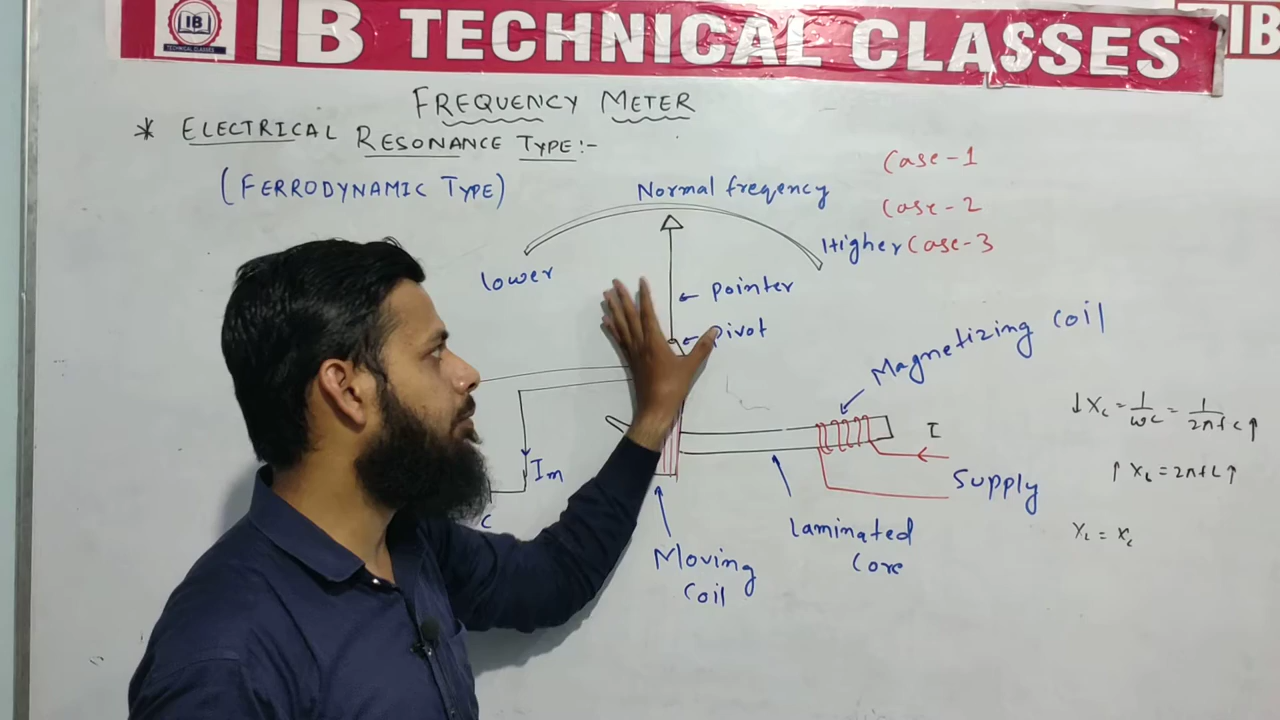 IB TECHNICAL CLASSES
IB
TECHNICAL CLASSES
IB
FREQUENCY METER
* ELECTRICAL RESONANCE TYPE:-
(FERRODYNAMIC TYPE)
Case-1
Normal freqency
Case-2
Higher Case-3
lower
pointer
pivot
Magnetizing coil
↓ Xc = 1/ωC = 1/2πfC↑
I
Im
↑ XL = 2πfL↑
Supply
C
laminated
Core
XL = Xc
Moving
Coil